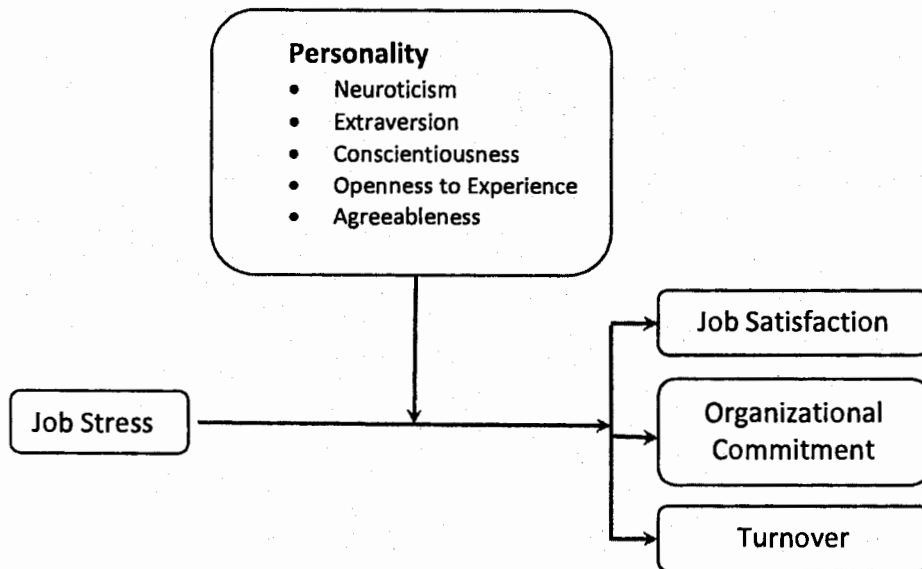 Personality
• Neuroticism
• Extraversion
• Conscientiousness
• Openness to Experience
• Agreeableness
Job Satisfaction
Job Stress
Organizational
Commitment
Turnover